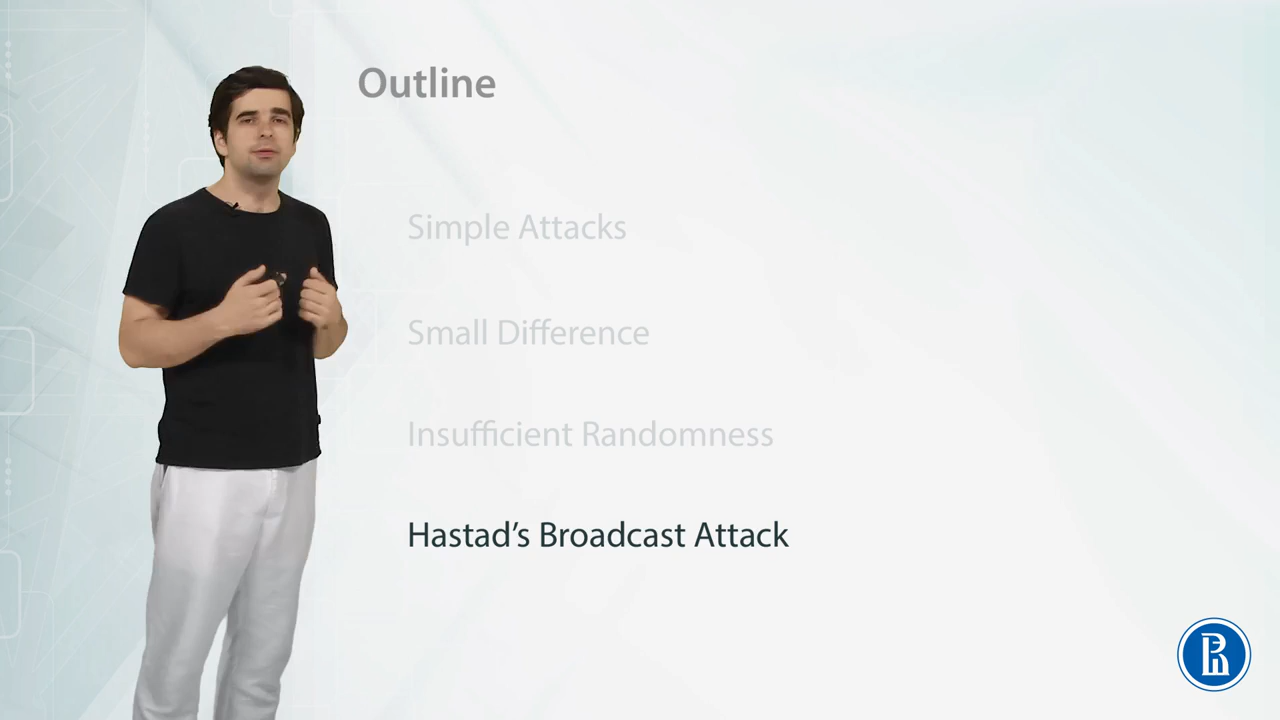 Outline
Simple Attacks
Small Difference
Insufficient Randomness
Hastad’s Broadcast Attack